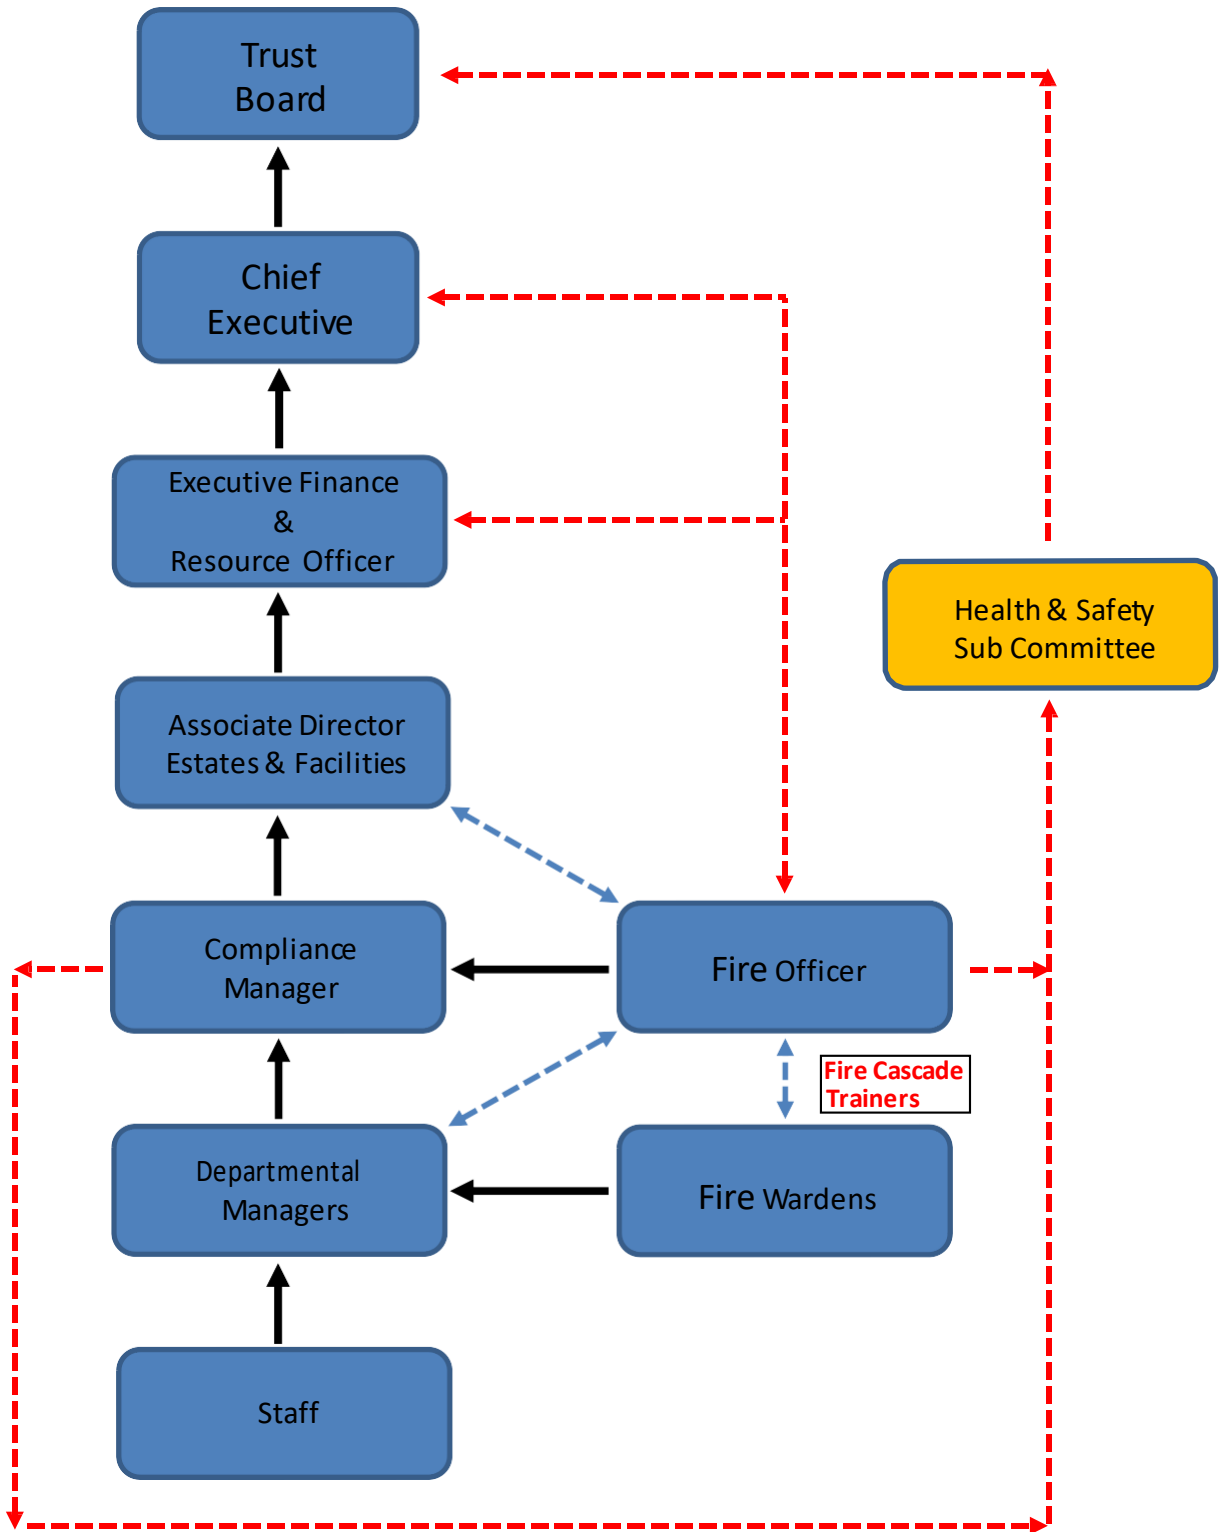 Trust
Board
Chief
Executive
Executive Finance
&
Resource Officer
Health & Safety
Sub Committee
Associate Director
Estates & Facilities
Compliance
Manager
Fire Officer
Fire Cascade
Trainers
Departmental
Managers
Fire Wardens
Staff